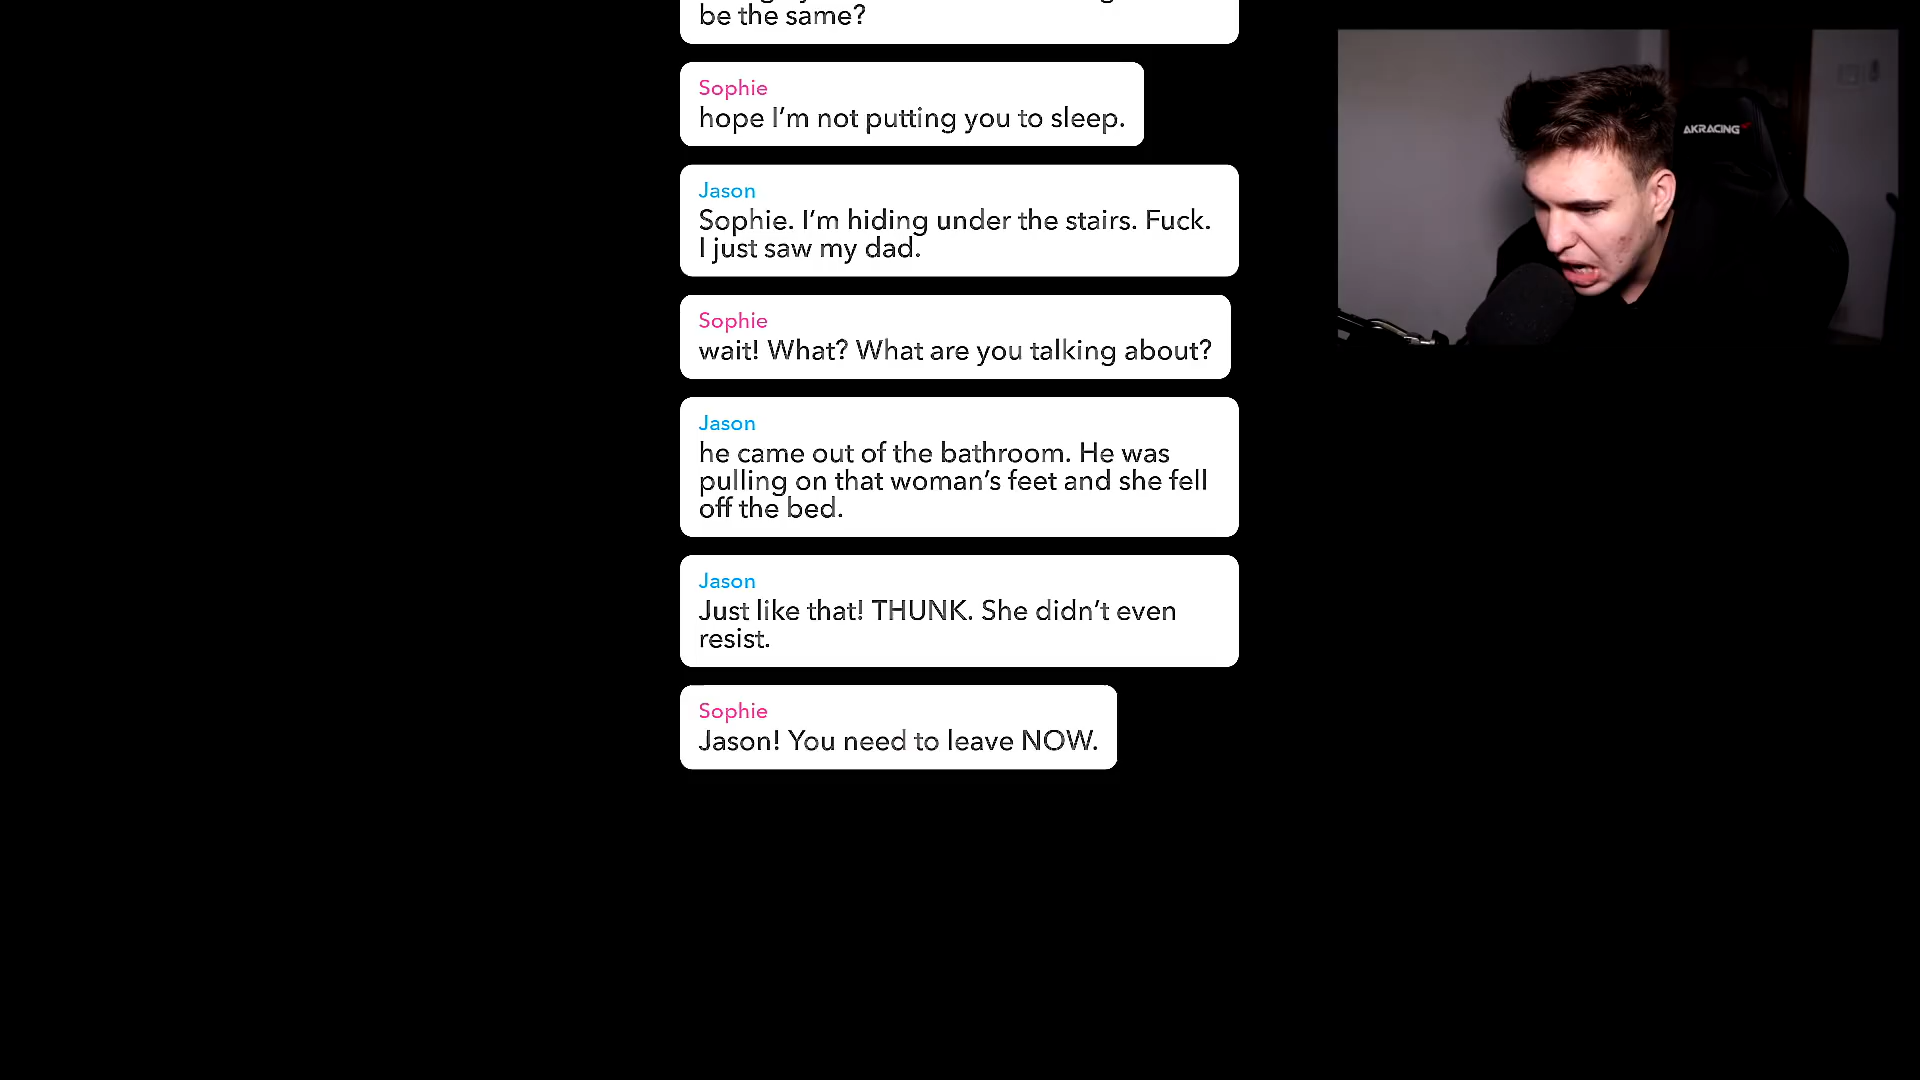 be the same?
Sophie
hope I'm not putting you to sleep.
Jason
Sophie. I'm hiding under the stairs. Fuck.
I just saw my dad.
Sophie
wait! What? What are you talking about?
Jason
he came out of the bathroom. He was
pulling on that woman's feet and she fell
off the bed.
Jason
Just like that! THUNK. She didn't even
resist.
Sophie
Jason! You need to leave NOW.
AKRACING